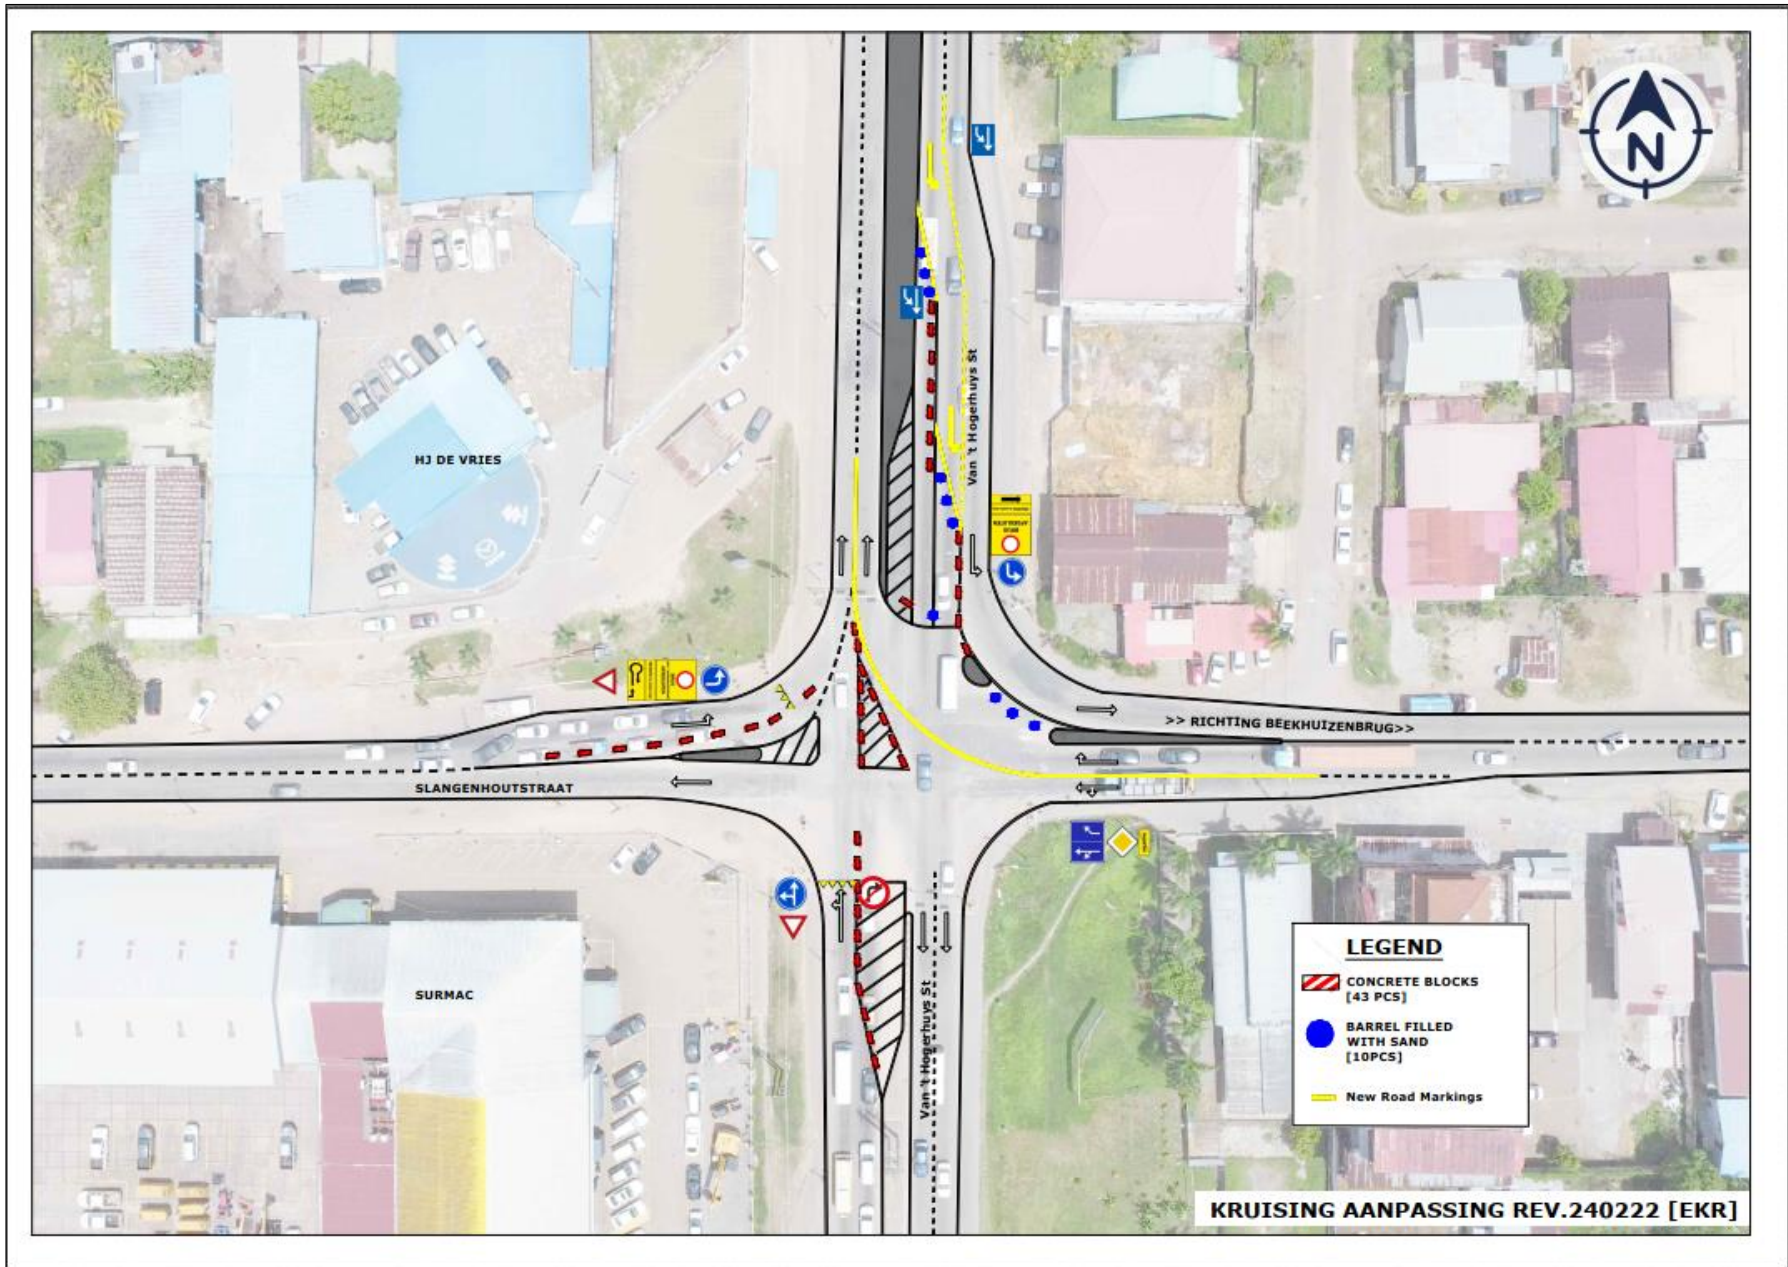 N
Van 't Hogerhuys St
HJ DE VRIES
>> RICHTING BEEKHUIZENBRUG>>
SLANGENHOUTSTRAAT
SURMAC
Van 't Hogerhuys St
LEGEND
CONCRETE BLOCKS
[43 PCS]
BARREL FILLED
WITH SAND
[10PCS]
New Road Markings
KRUISING AANPASSING REV.240222 [EKR]